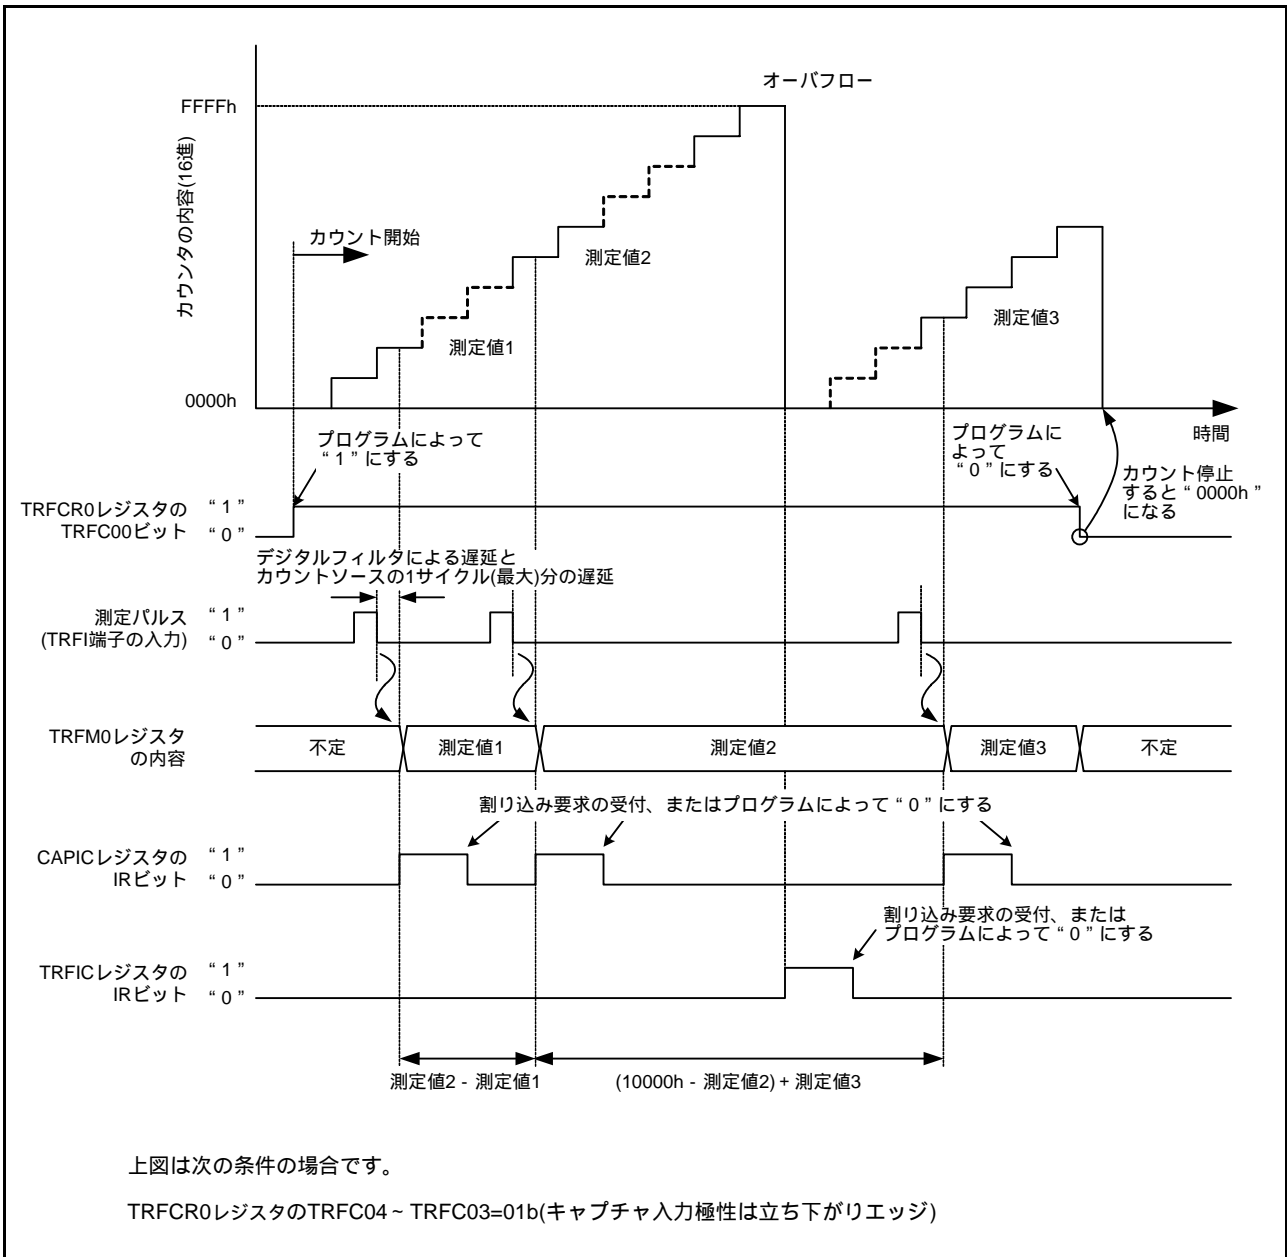 オーバフロー
FFFFh
カウンタの内容(16進)
カウント開始
測定値2
測定値1
測定値3
0000h
時間
プログラムによって
“ 1 ” にする
プログラムに
よって
“ 0 ” にする
カウント停止
すると “ 0000h ”
になる
TRFCR0レジスタの
TRFC00ビット
“ 1 ”
“ 0 ”
デジタルフィルタによる遅延と
カウントソースの1サイクル(最大)分の遅延
測定パルス
(TRFI端子の入力)
“ 1 ”
“ 0 ”
TRFM0レジスタ
の内容
不定
測定値1
測定値2
測定値3
不定
割り込み要求の受付、またはプログラムによって “ 0 ” にする
CAPICレジスタの
IRビット
“ 1 ”
“ 0 ”
割り込み要求の受付、または
プログラムによって “ 0 ” にする
TRFICレジスタの
IRビット
“ 1 ”
“ 0 ”
測定値2 - 測定値1
(10000h - 測定値2) + 測定値3
上図は次の条件の場合です。
TRFCR0レジスタのTRFC04 ~ TRFC03=01b(キャプチャ入力極性は立ち下がりエッジ)